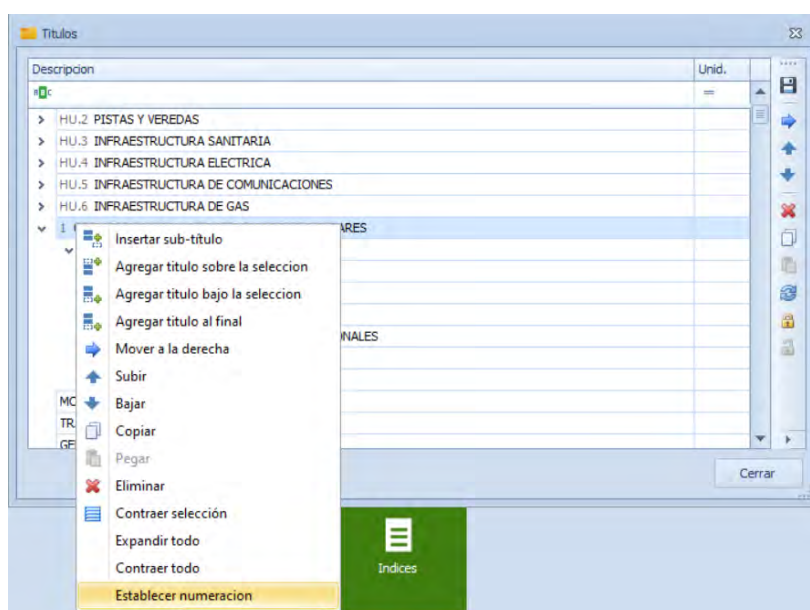 Titulos
Descripcion Unid.
=
HU.2 PISTAS Y VEREDAS
HU.3 INFRAESTRUCTURA SANITARIA
HU.4 INFRAESTRUCTURA ELECTRICA
HU.5 INFRAESTRUCTURA DE COMUNICACIONES
HU.6 INFRAESTRUCTURA DE GAS
1
Insertar sub-título
Agregar titulo sobre la seleccion
Agregar titulo bajo la seleccion
Agregar titulo al final
Mover a la derecha
Subir
Bajar
Copiar
Pegar
Eliminar
Contraer selección
Expandir todo
Contraer todo
Establecer numeracion
Cerrar
Indices